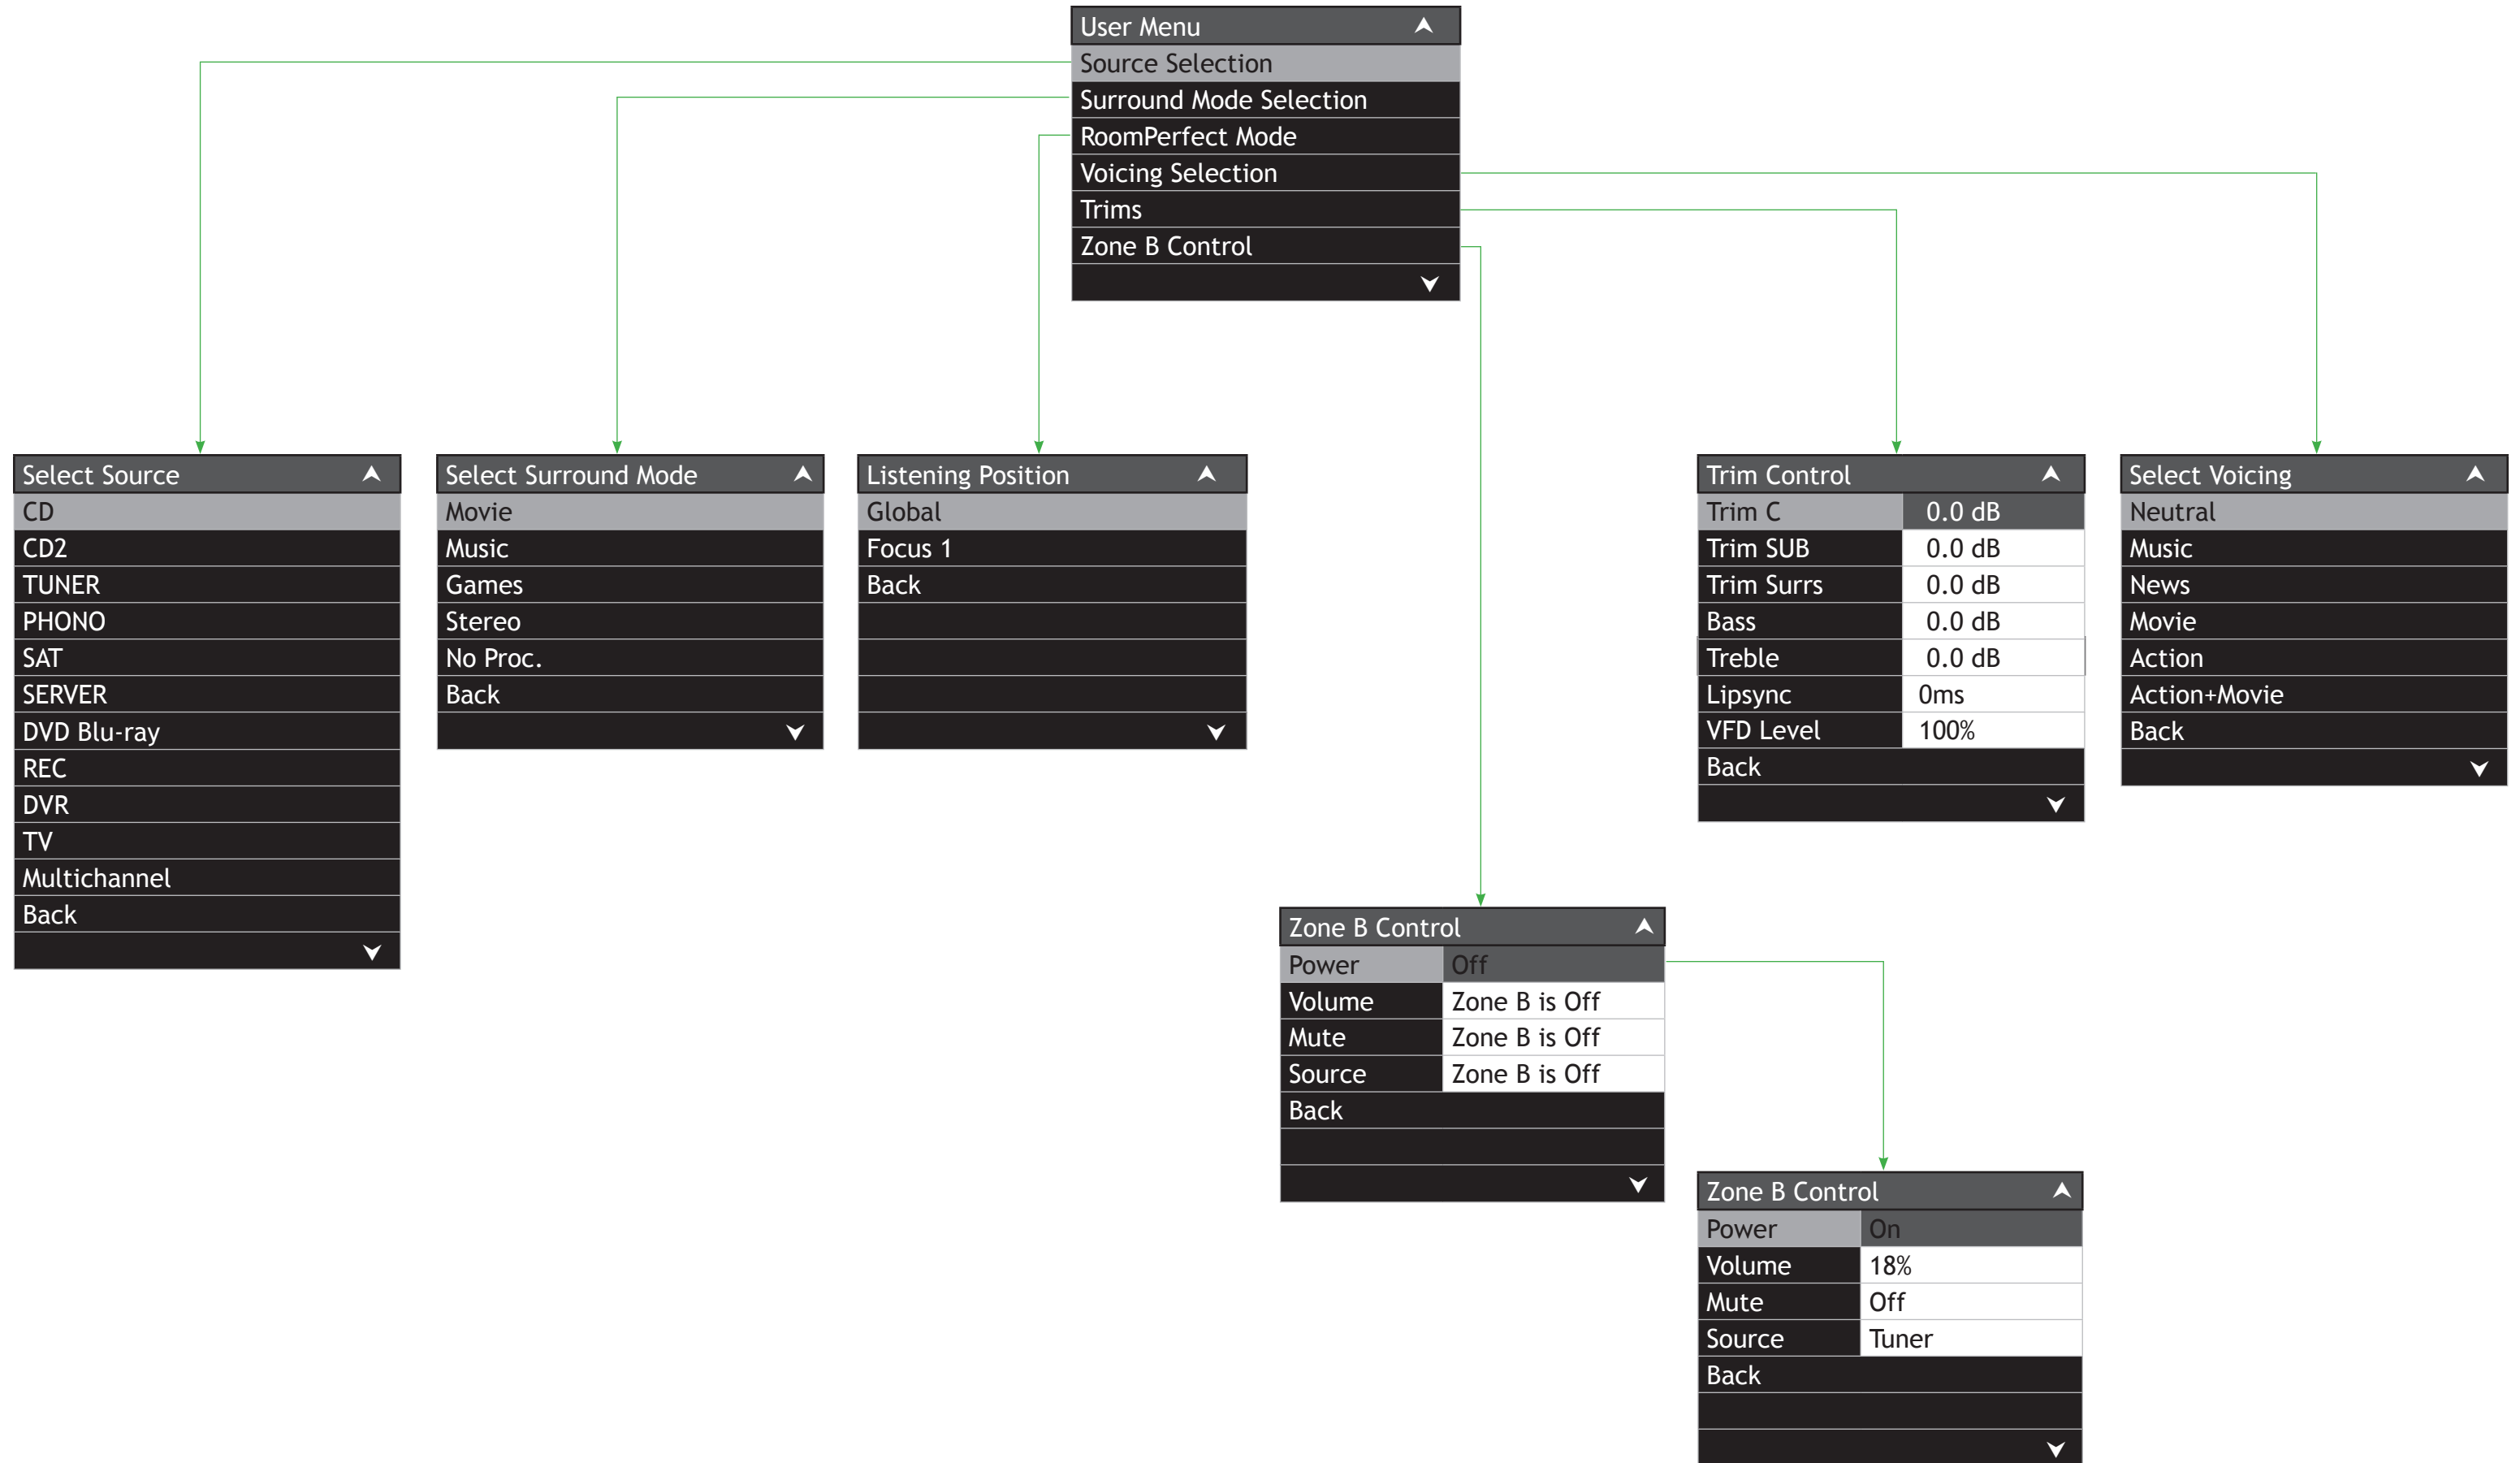 User Menu
Source Selection
Surround Mode Selection
RoomPerfect Mode
Voicing Selection
Trims
Zone B Control
Select Source
CD
CD2
TUNER
PHONO
SAT
SERVER
DVD Blu-ray
REC
DVR
TV
Multichannel
Back
Select Surround Mode
Movie
Music
Games
Stereo
No Proc.
Back
Listening Position
Global
Focus 1
Back
Trim Control
Trim C 0.0 dB
Trim SUB 0.0 dB
Trim Surrs 0.0 dB
Bass 0.0 dB
Treble 0.0 dB
Lipsync 0ms
VFD Level 100%
Back
Select Voicing
Neutral
Music
News
Movie
Action
Action+Movie
Back
Zone B Control
Power Off
Volume Zone B is Off
Mute Zone B is Off
Source Zone B is Off
Back
Zone B Control
Power On
Volume 18%
Mute Off
Source Tuner
Back